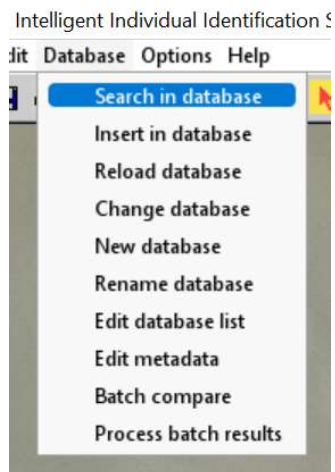 Intelligent Individual Identification
Database Options Help
Search in database
Insert in database
Reload database
Change database
New database
Rename database
Edit database list
Edit metadata
Batch compare
Process batch results